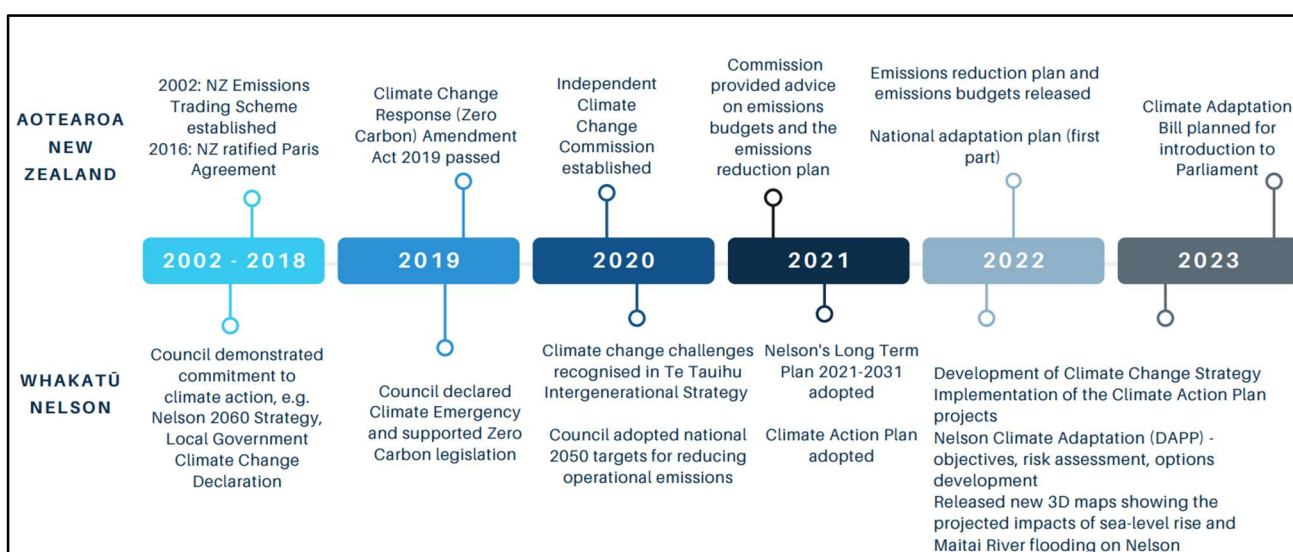 AOTEAROA
NEW
ZEALAND
2002: NZ Emissions
Trading Scheme
established
2016: NZ ratified Paris
Agreement
Climate Change
Response (Zero
Carbon) Amendment
Act 2019 passed
Independent
Climate
Change
Commission
established
Commission
provided advice
on emissions
budgets and the
emissions
reduction plan
Emissions reduction plan and
emissions budgets released
National adaptation plan (first
part)
Climate Adaptation
Bill planned for
introduction to
Parliament
2002 - 2018
2019
2020
2021
2022
2023
WHAKATŪ
NELSON
Council demonstrated
commitment to
climate action, e.g.
Nelson 2060 Strategy,
Local Government
Climate Change
Declaration
Council declared
Climate Emergency
and supported Zero
Carbon legislation
Climate change challenges
recognised in Te Tauihu
Intergenerational Strategy
Council adopted national
2050 targets for reducing
operational emissions
Nelson's Long Term
Plan 2021-2031
adopted
Climate Action Plan
adopted
Development of Climate Change Strategy
Implementation of the Climate Action Plan
projects
Nelson Climate Adaptation (DAPP) -
objectives, risk assessment, options
development
Released new 3D maps showing the
projected impacts of sea-level rise and
Maitai River flooding on Nelson